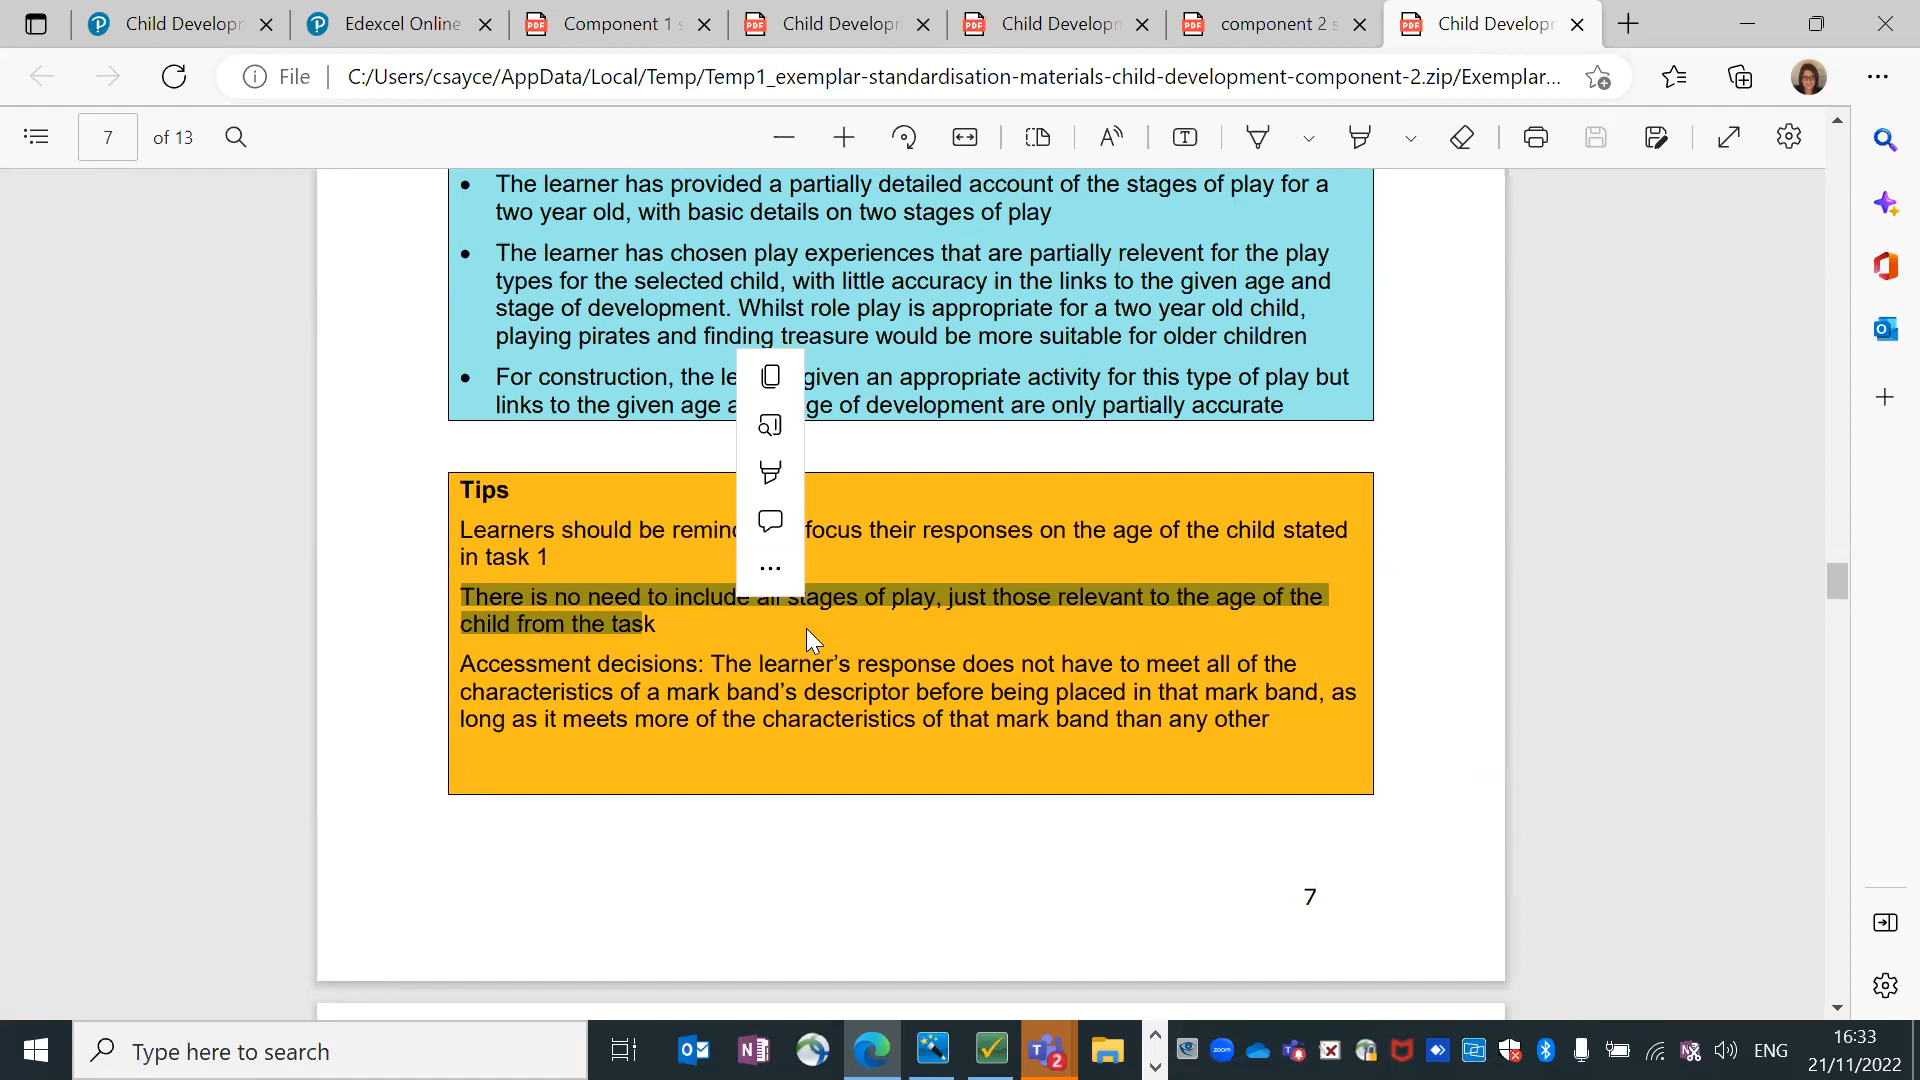 Child Develop
Edexcel Online
Component 1 s
Child Develop
Child Developm
component 2 s
Child Develop
File
C:/Users/csayce/AppData/Local/Temp/Temp1_exemplar-standardisation-materials-child-development-component-2.zip/Exemplar...
7 of 13
The learner has provided a partially detailed account of the stages of play for a
two year old, with basic details on two stages of play
The learner has chosen play experiences that are partially relevent for the play
types for the selected child, with little accuracy in the links to the given age and
stage of development. Whilst role play is appropriate for a two year old child,
playing pirates and finding treasure would be more suitable for older children
For construction, the le given an appropriate activity for this type of play but
links to the given age a ge of development are only partially accurate
Tips
Learners should be remind focus their responses on the age of the child stated
in task 1
There is no need to include all stages of play, just those relevant to the age of the
child from the task
Accessment decisions: The learner’s response does not have to meet all of the
characteristics of a mark band’s descriptor before being placed in that mark band, as
long as it meets more of the characteristics of that mark band than any other
7
Type here to search
2
zoom
ENG
16:33
21/11/2022